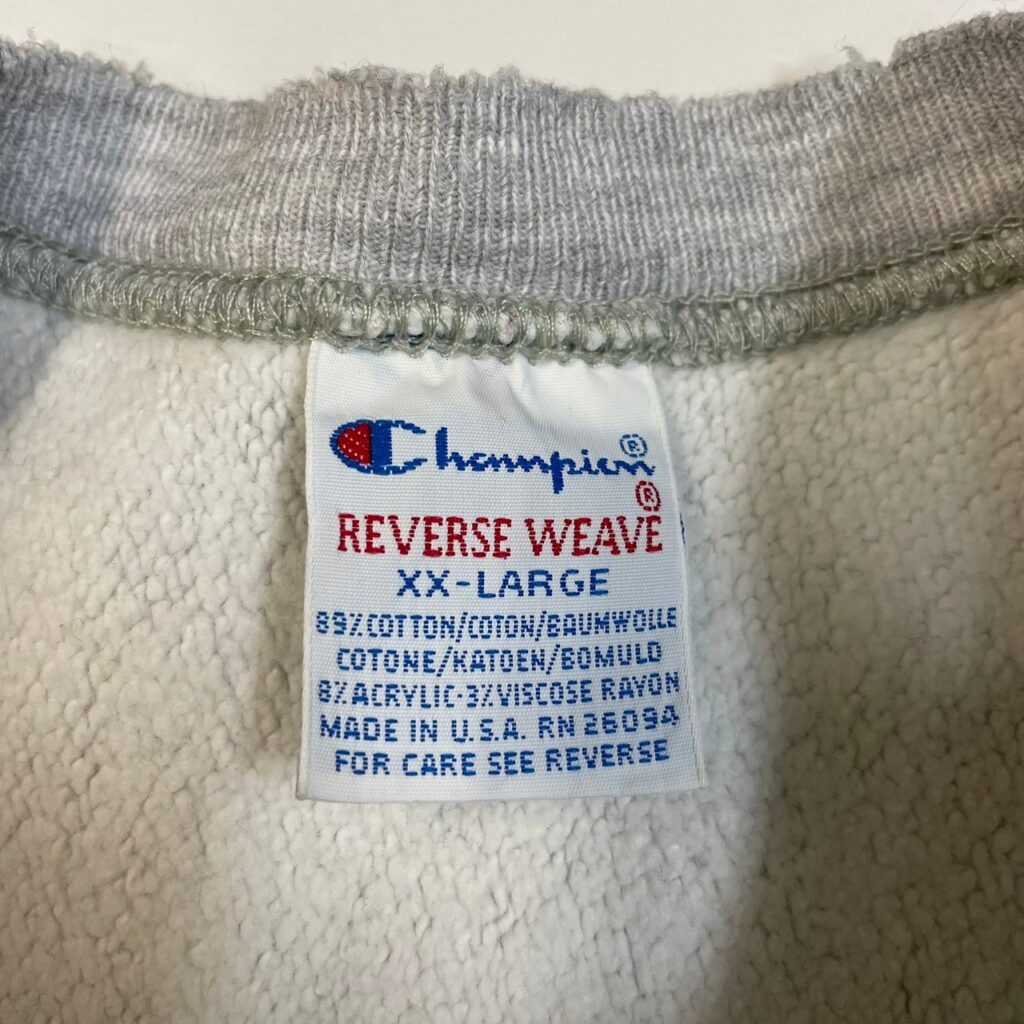 Champion®
®
REVERSE WEAVE
XX-LARGE
89% COTTON/COTON/BAUMWOLLE
COTONE/KATOEN/BOMULD
8% ACRYLIC·3% VISCOSE RAYON
MADE IN U.S.A. RN 26094
FOR CARE SEE REVERSE